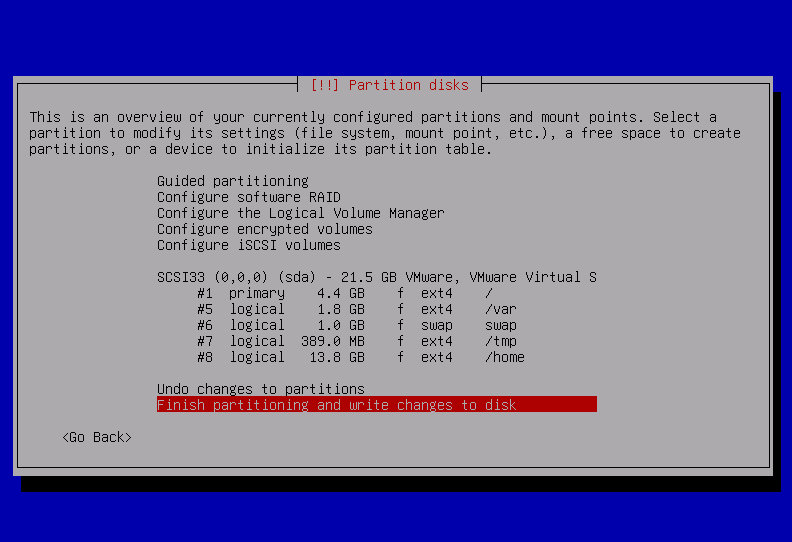 [!!] Partition disks
This is an overview of your currently configured partitions and mount points. Select a
partition to modify its settings (file system, mount point, etc.), a free space to create
partitions, or a device to initialize its partition table.
Guided partitioning
Configure software RAID
Configure the Logical Volume Manager
Configure encrypted volumes
Configure iSCSI volumes
SCSI33 (0,0,0) (sda) - 21.5 GB VMware, VMware Virtual S
#1 primary 4.4 GB f ext4 /
#5 logical 1.8 GB f ext4 /var
#6 logical 1.0 GB f swap swap
#7 logical 389.0 MB f ext4 /tmp
#8 logical 13.8 GB f ext4 /home
Undo changes to partitions
Finish partitioning and write changes to disk
<Go Back>